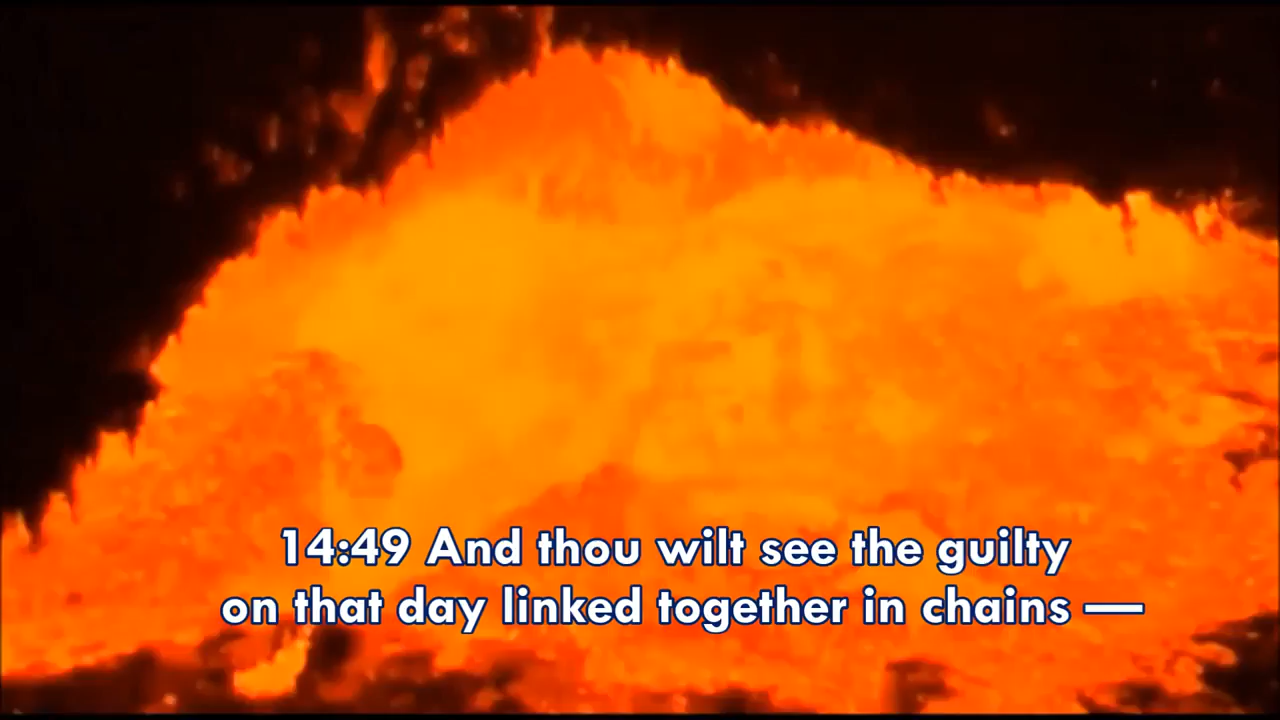 14:49 And thou wilt see the guilty
on that day linked together in chains —